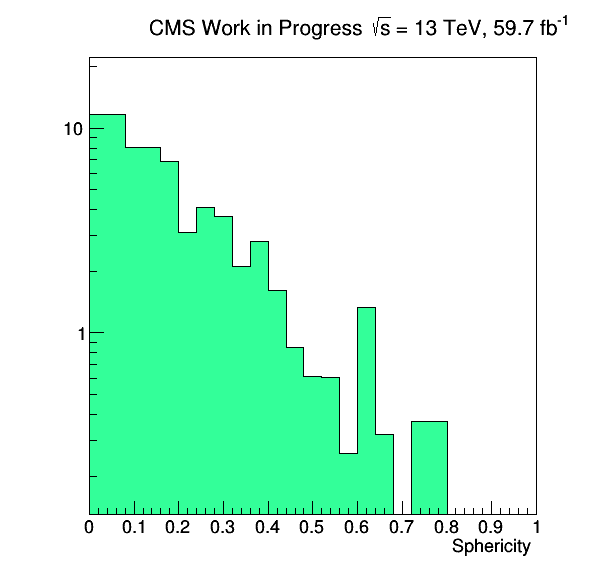 CMS Work in Progress √s = 13 TeV, 59.7 fb⁻¹
10
1
0 0.1 0.2 0.3 0.4 0.5 0.6 0.7 0.8 0.9 1
Sphericity